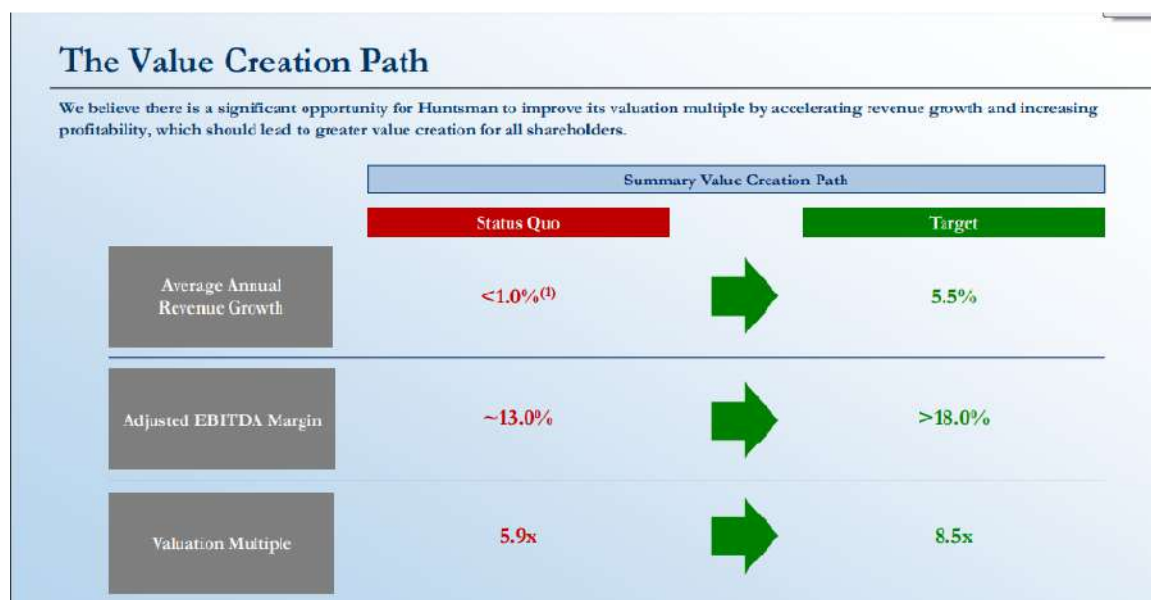 The Value Creation Path
We believe there is a significant opportunity for Huntsman to improve its valuation multiple by accelerating revenue growth and increasing
profitability, which should lead to greater value creation for all shareholders.
Summary Value Creation Path
Status Quo
Target
Average Annual
Revenue Growth
<1.0%(1)
5.5%
Adjusted EBITDA Margin
~13.0%
>18.0%
Valuation Multiple
5.9x
8.5x